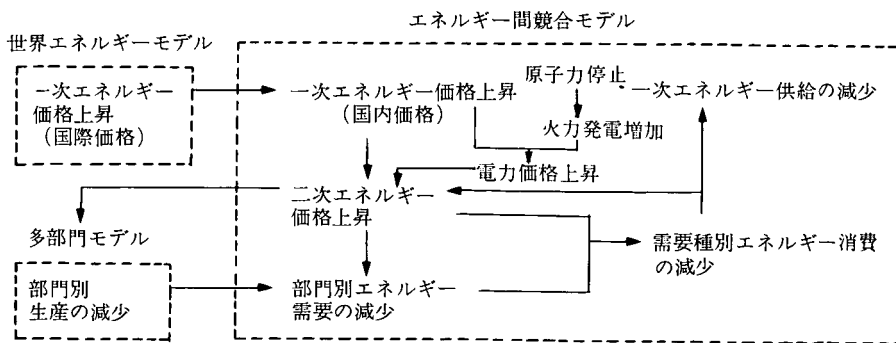 エネルギー間競合モデル
世界エネルギーモデル
一次エネルギー
価格上昇
(国際価格)
一次エネルギー価格上昇
(国内価格)
原子力停止
一次エネルギー供給の減少
火力発電増加
電力価格上昇
二次エネルギー
価格上昇
多部門モデル
需要種別エネルギー消費
の減少
部門別
生産の減少
部門別エネルギー
需要の減少